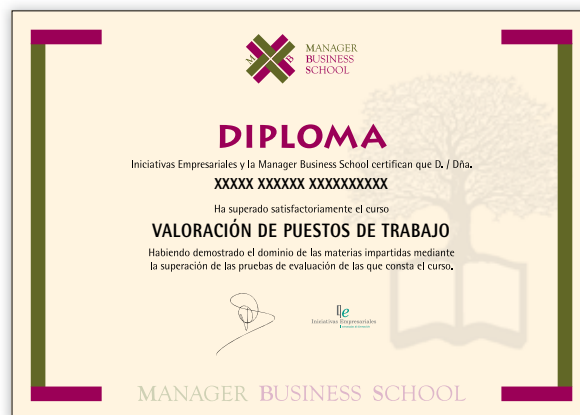 M B
MANAGER
BUSINESS
SCHOOL
DIPLOMA
Iniciativas Empresariales y la Manager Business School certifican que D. / Dña.
XXXXX XXXXXX XXXXXXXXXX
Ha superado satisfactoriamente el curso
VALORACIÓN DE PUESTOS DE TRABAJO
Habiendo demostrado el dominio de las materias impartidas mediante
la superación de las pruebas de evaluación de las que consta el curso.
Iniciativas Empresariales
MANAGER BUSINESS SCHOOL